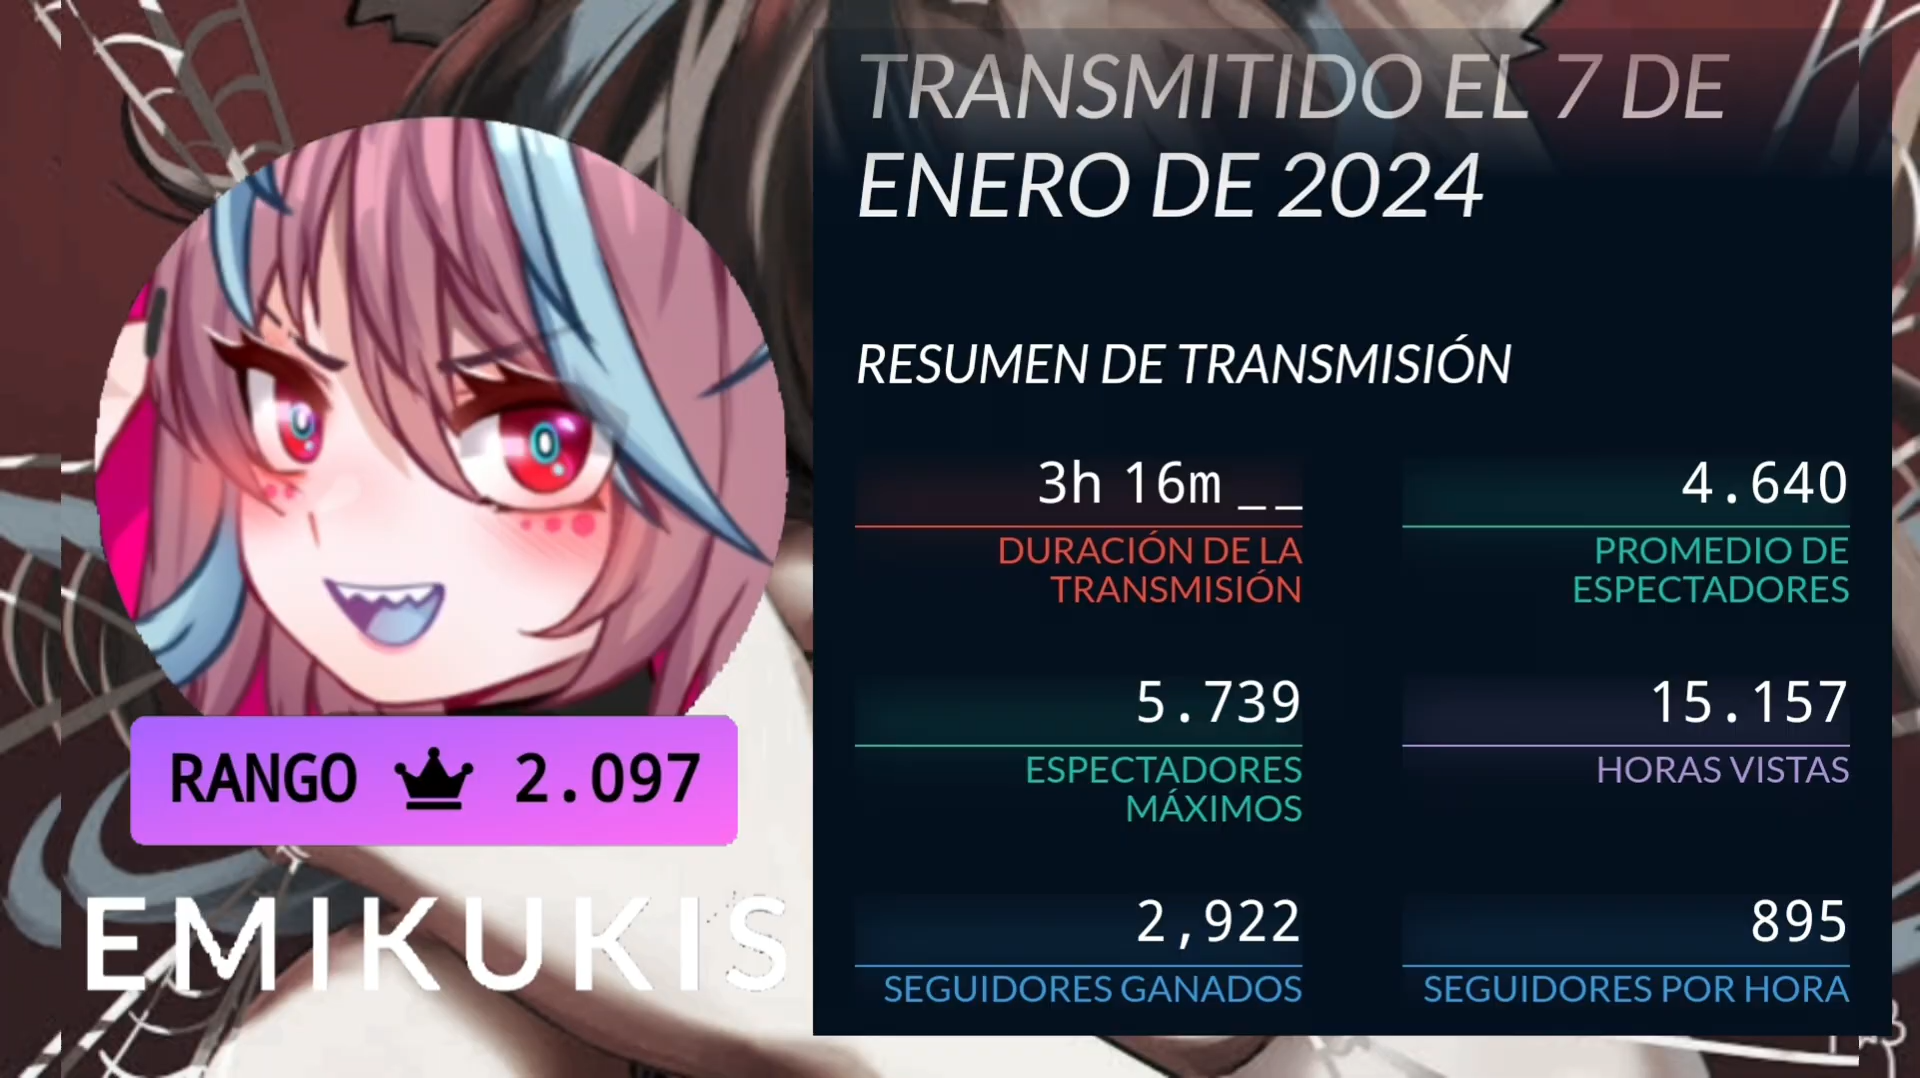 TRANSMITIDO EL 7 DE
ENERO DE 2024
RESUMEN DE TRANSMISIÓN
3h 16m _ _
DURACIÓN DE LA
TRANSMISIÓN
4.640
PROMEDIO DE
ESPECTADORES
5.739
ESPECTADORES
MÁXIMOS
15.157
HORAS VISTAS
2,922
SEGUIDORES GANADOS
895
SEGUIDORES POR HORA
RANGO 2.097
EMIKUKIS